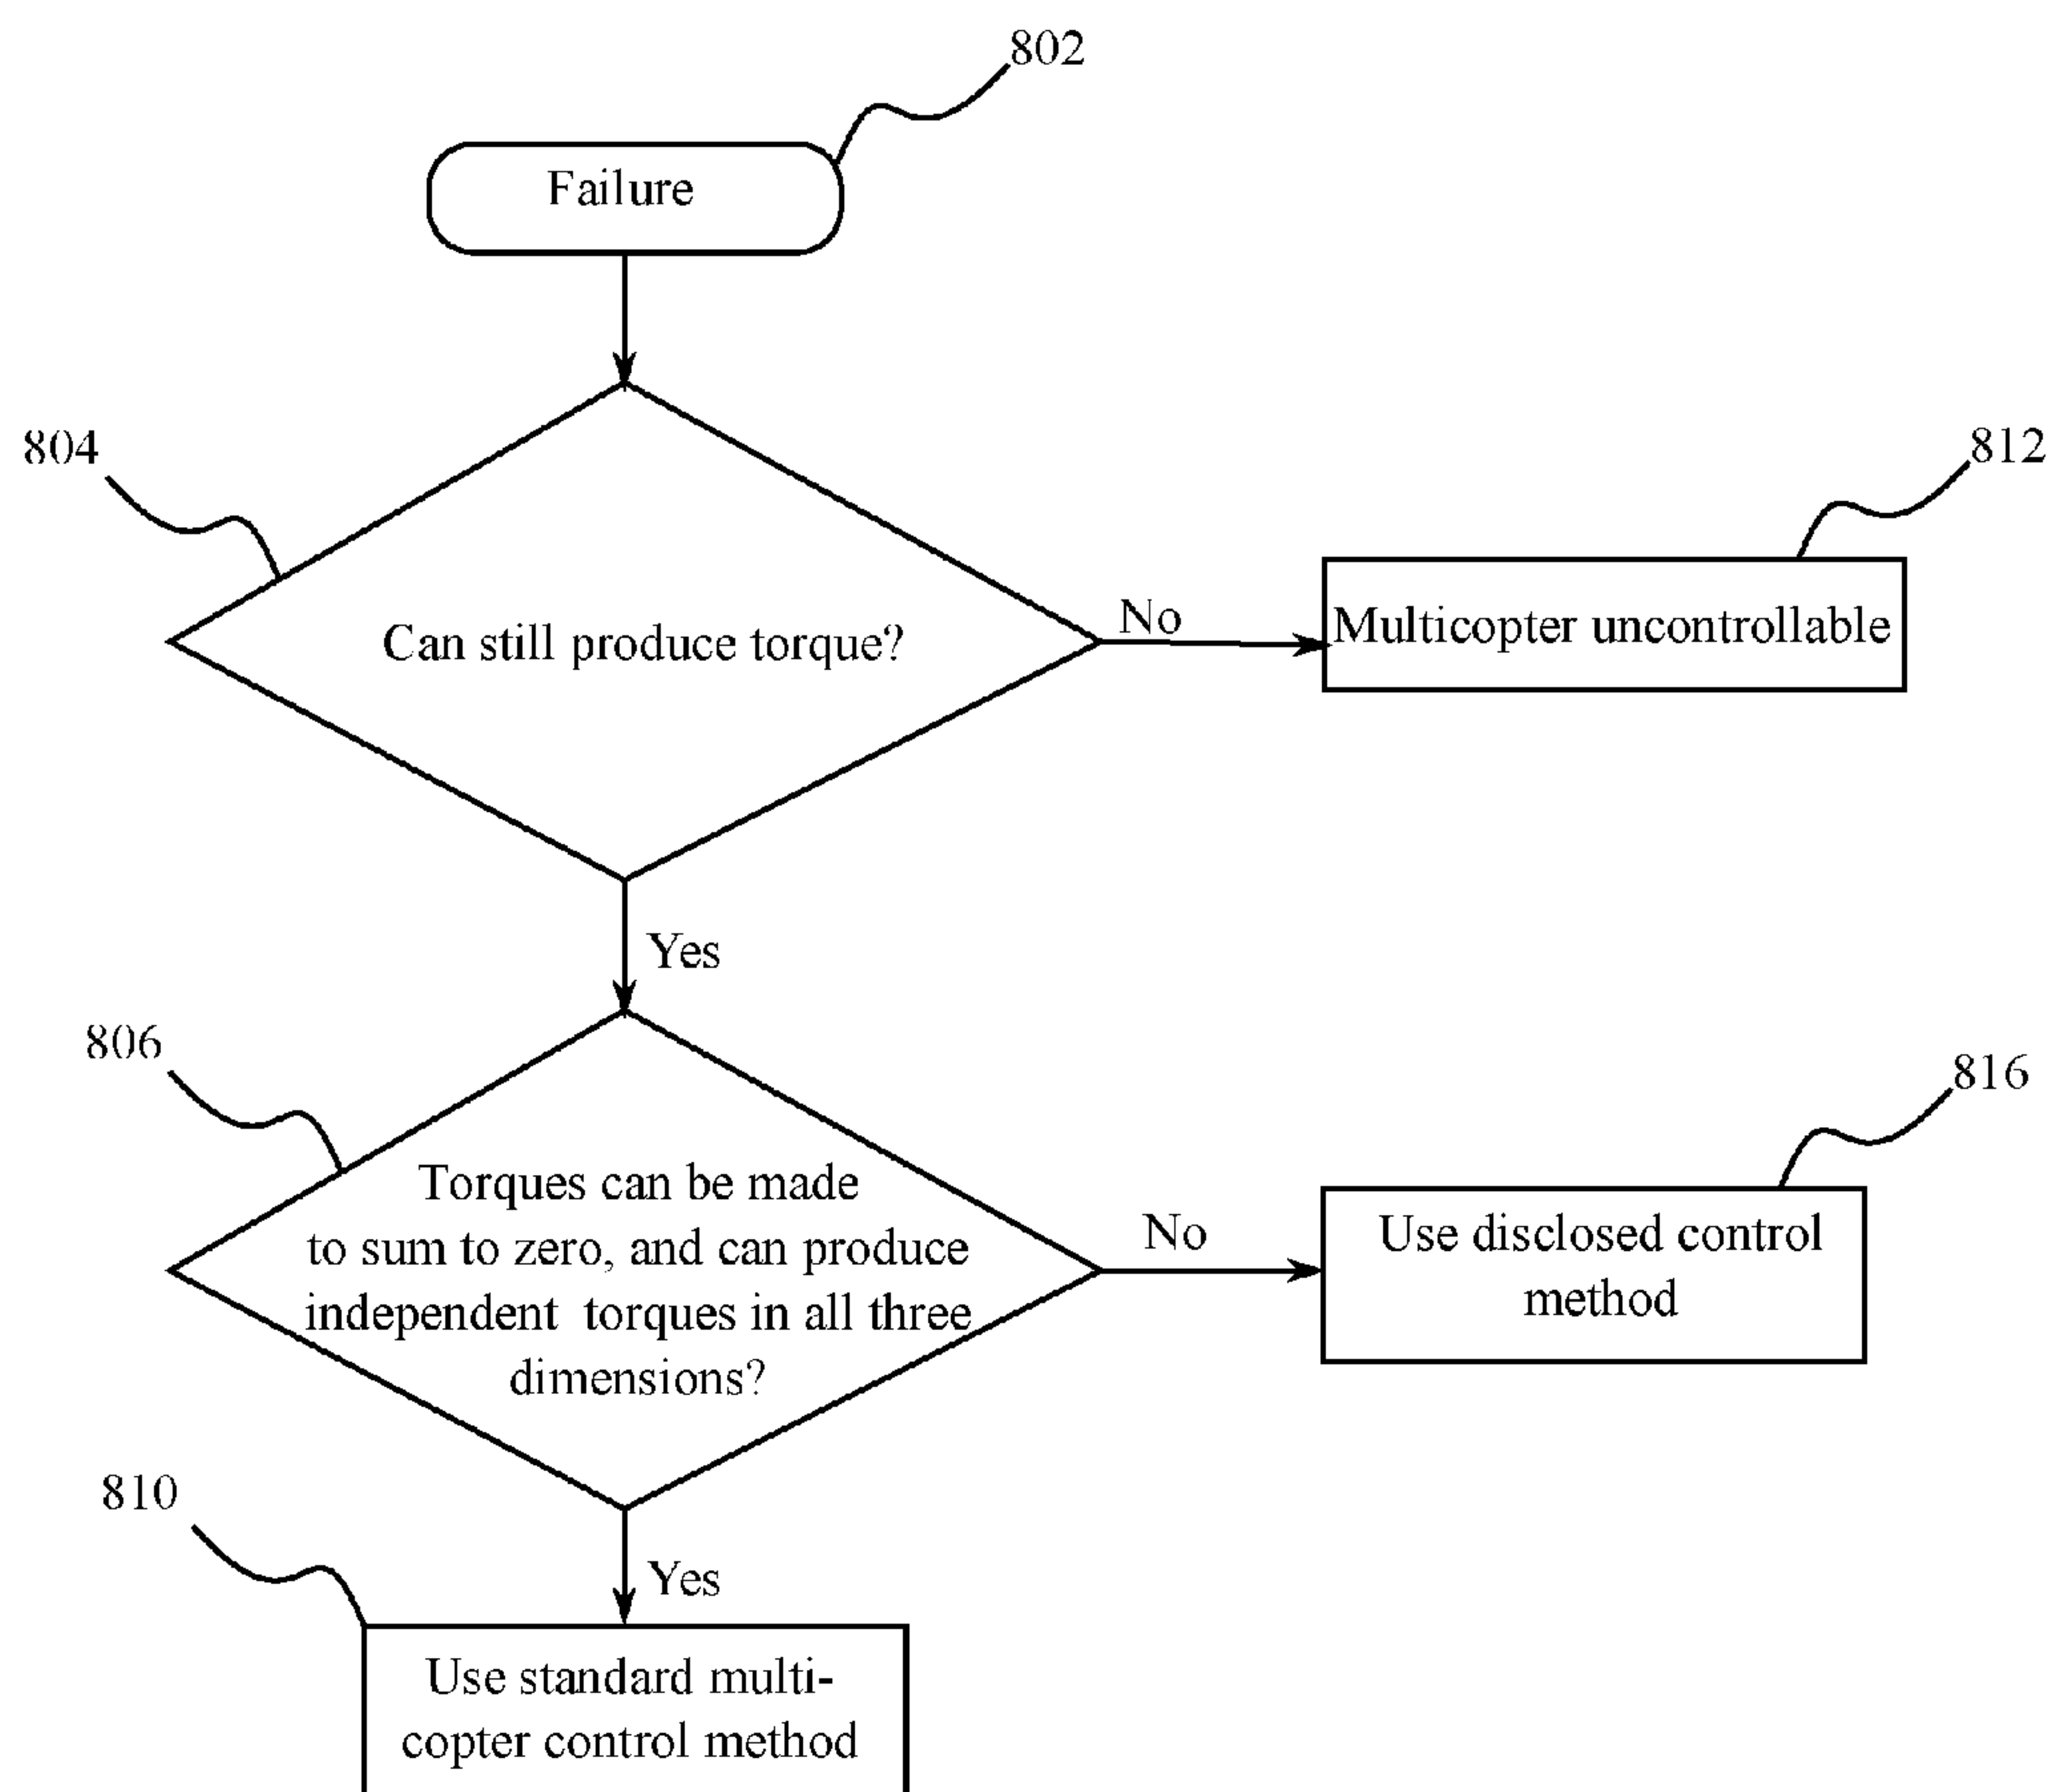 802
Failure
804
812
Can still produce torque?
No
Multicopter uncontrollable
Yes
806
816
Torques can be made
to sum to zero, and can produce
independent torques in all three
dimensions?
No
Use disclosed control
method
810
Yes
Use standard multi-
copter control method